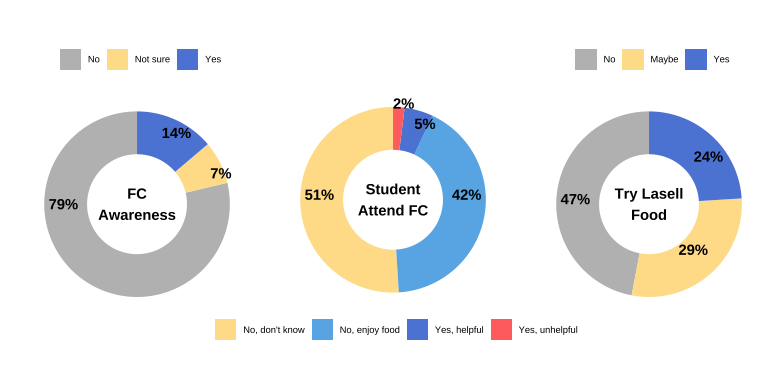 No Not sure Yes
No Maybe Yes
14%
7%
79%
FC
Awareness
2%
5%
42%
51%
Student
Attend FC
24%
29%
47%
Try Lasell
Food
No, don't know No, enjoy food Yes, helpful Yes, unhelpful